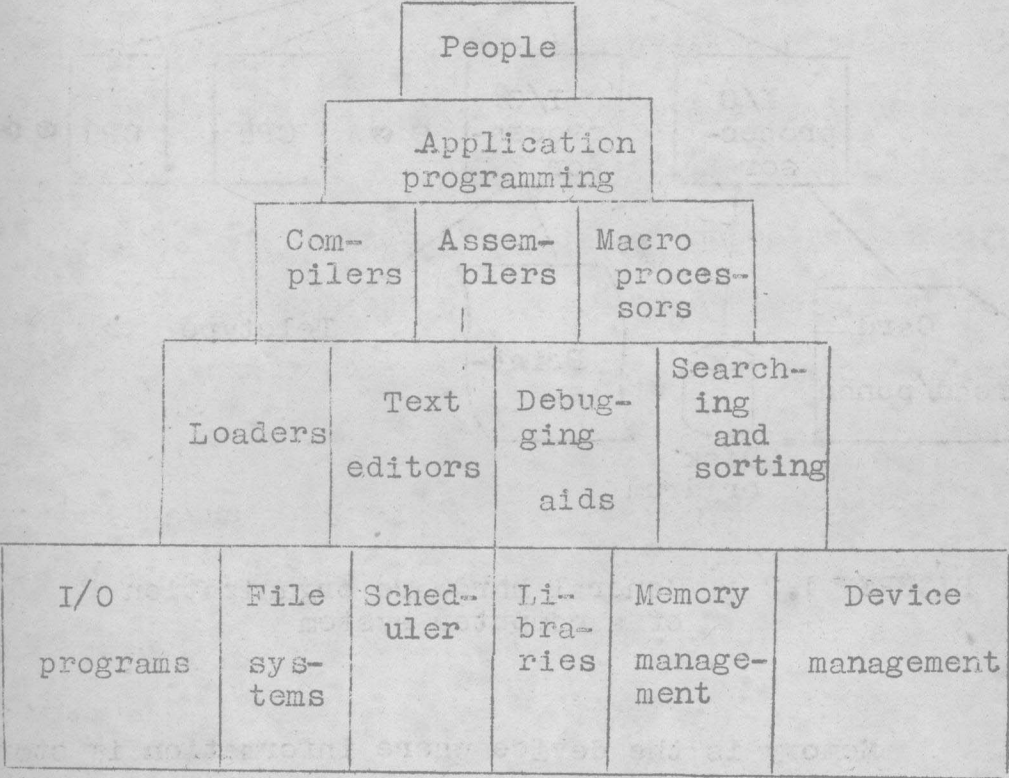 People
Application
programming
Com-
pilers
Assem-
blers
Macro
proces-
sors
Loaders
Text
editors
Debug-
ging
aids
Search-
ing
and
sorting
I/O
programs
File
sys-
tems
Sched-
uler
Li-
bra-
ries
Memory
manage-
ment
Device
management